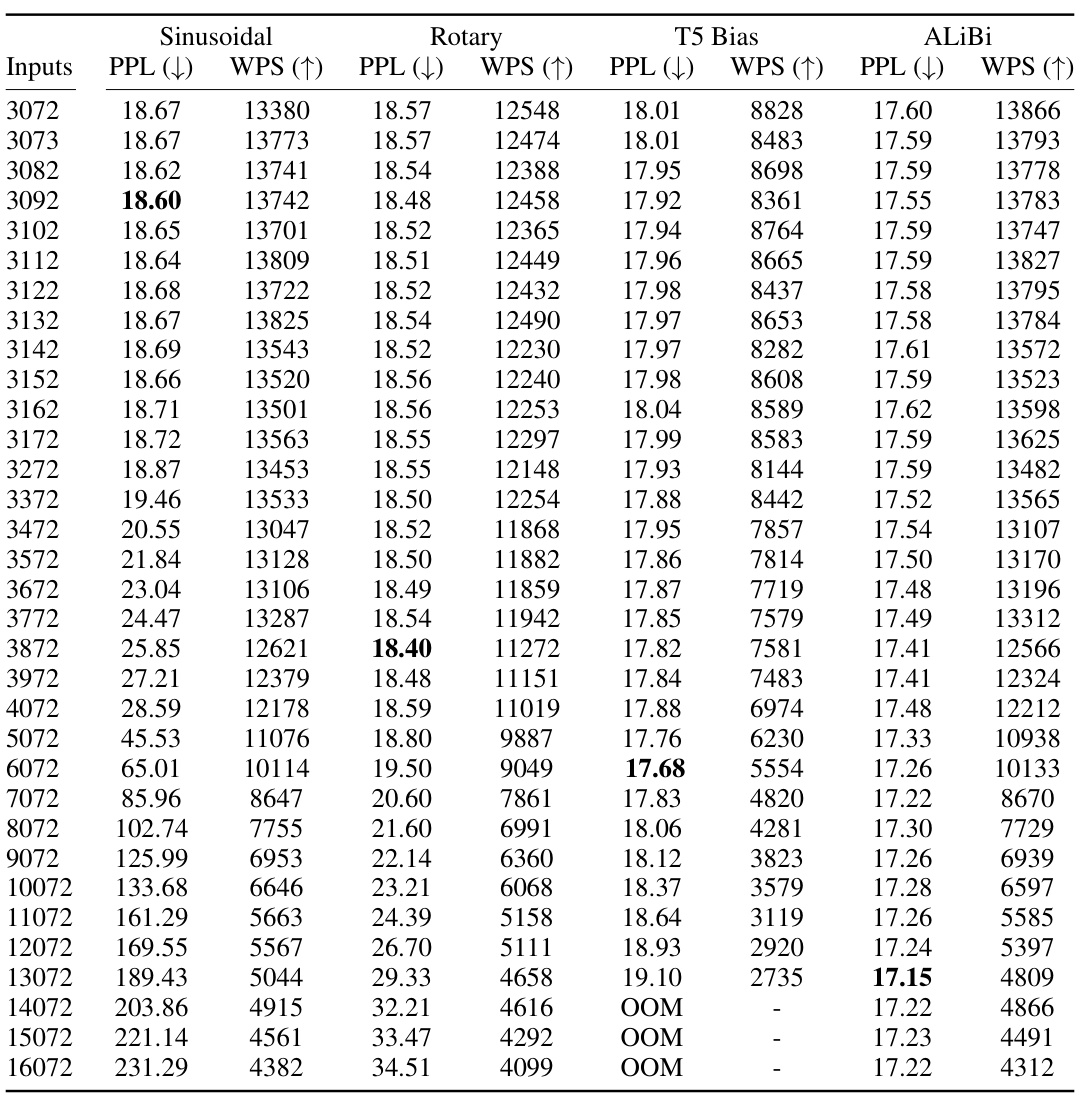 Sinusoidal Rotary T5 Bias ALiBi
Inputs PPL (↓) WPS (↑) PPL (↓) WPS (↑) PPL (↓) WPS (↑) PPL (↓) WPS (↑)
3072 18.67 13380 18.57 12548 18.01 8828 17.60 13866
3073 18.67 13773 18.57 12474 18.01 8483 17.59 13793
3082 18.62 13741 18.54 12388 17.95 8698 17.59 13778
3092 18.60 13742 18.48 12458 17.92 8361 17.55 13783
3102 18.65 13701 18.52 12365 17.94 8764 17.59 13747
3112 18.64 13809 18.51 12449 17.96 8665 17.59 13827
3122 18.68 13722 18.52 12432 17.98 8437 17.58 13795
3132 18.67 13825 18.54 12490 17.97 8653 17.58 13784
3142 18.69 13543 18.52 12230 17.97 8282 17.61 13572
3152 18.66 13520 18.56 12240 17.98 8608 17.59 13523
3162 18.71 13501 18.56 12253 18.04 8589 17.62 13598
3172 18.72 13563 18.55 12297 17.99 8583 17.59 13625
3272 18.87 13453 18.55 12148 17.93 8144 17.59 13482
3372 19.46 13533 18.50 12254 17.88 8442 17.52 13565
3472 20.55 13047 18.52 11868 17.95 7857 17.54 13107
3572 21.84 13128 18.50 11882 17.86 7814 17.50 13170
3672 23.04 13106 18.49 11859 17.87 7719 17.48 13196
3772 24.47 13287 18.54 11942 17.85 7579 17.49 13312
3872 25.85 12621 18.40 11272 17.82 7581 17.41 12566
3972 27.21 12379 18.48 11151 17.84 7483 17.41 12324
4072 28.59 12178 18.59 11019 17.88 6974 17.48 12212
5072 45.53 11076 18.80 9887 17.76 6230 17.33 10938
6072 65.01 10114 19.50 9049 17.68 5554 17.26 10133
7072 85.96 8647 20.60 7861 17.83 4820 17.22 8670
8072 102.74 7755 21.60 6991 18.06 4281 17.30 7729
9072 125.99 6953 22.14 6360 18.12 3823 17.26 6939
10072 133.68 6646 23.21 6068 18.37 3579 17.28 6597
11072 161.29 5663 24.39 5158 18.64 3119 17.26 5585
12072 169.55 5567 26.70 5111 18.93 2920 17.24 5397
13072 189.43 5044 29.33 4658 19.10 2735 17.15 4809
14072 203.86 4915 32.21 4616 OOM - 17.22 4866
15072 221.14 4561 33.47 4292 OOM - 17.23 4491
16072 231.29 4382 34.51 4099 OOM - 17.22 4312